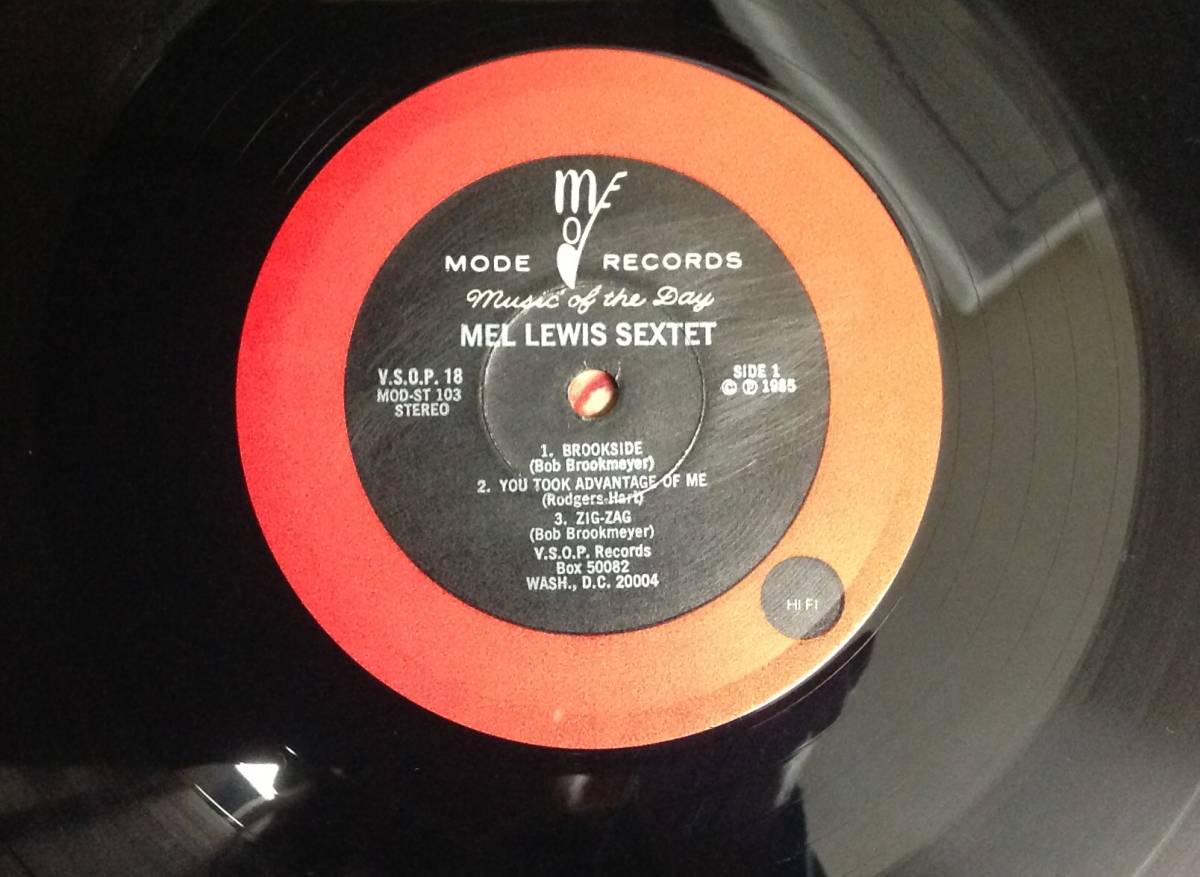 MODE
MODE RECORDS
Music of the Day
MEL LEWIS SEXTET
V.S.O.P. 18
MOD-ST 103
STEREO
SIDE 1
© ℗ 1985
1. BROOKSIDE
(Bob Brookmeyer)
2. YOU TOOK ADVANTAGE OF ME
(Rodgers-Hart)
3. ZIG-ZAG
(Bob Brookmeyer)
V.S.O.P. Records
Box 50082
WASH., D.C. 20004
HI FI